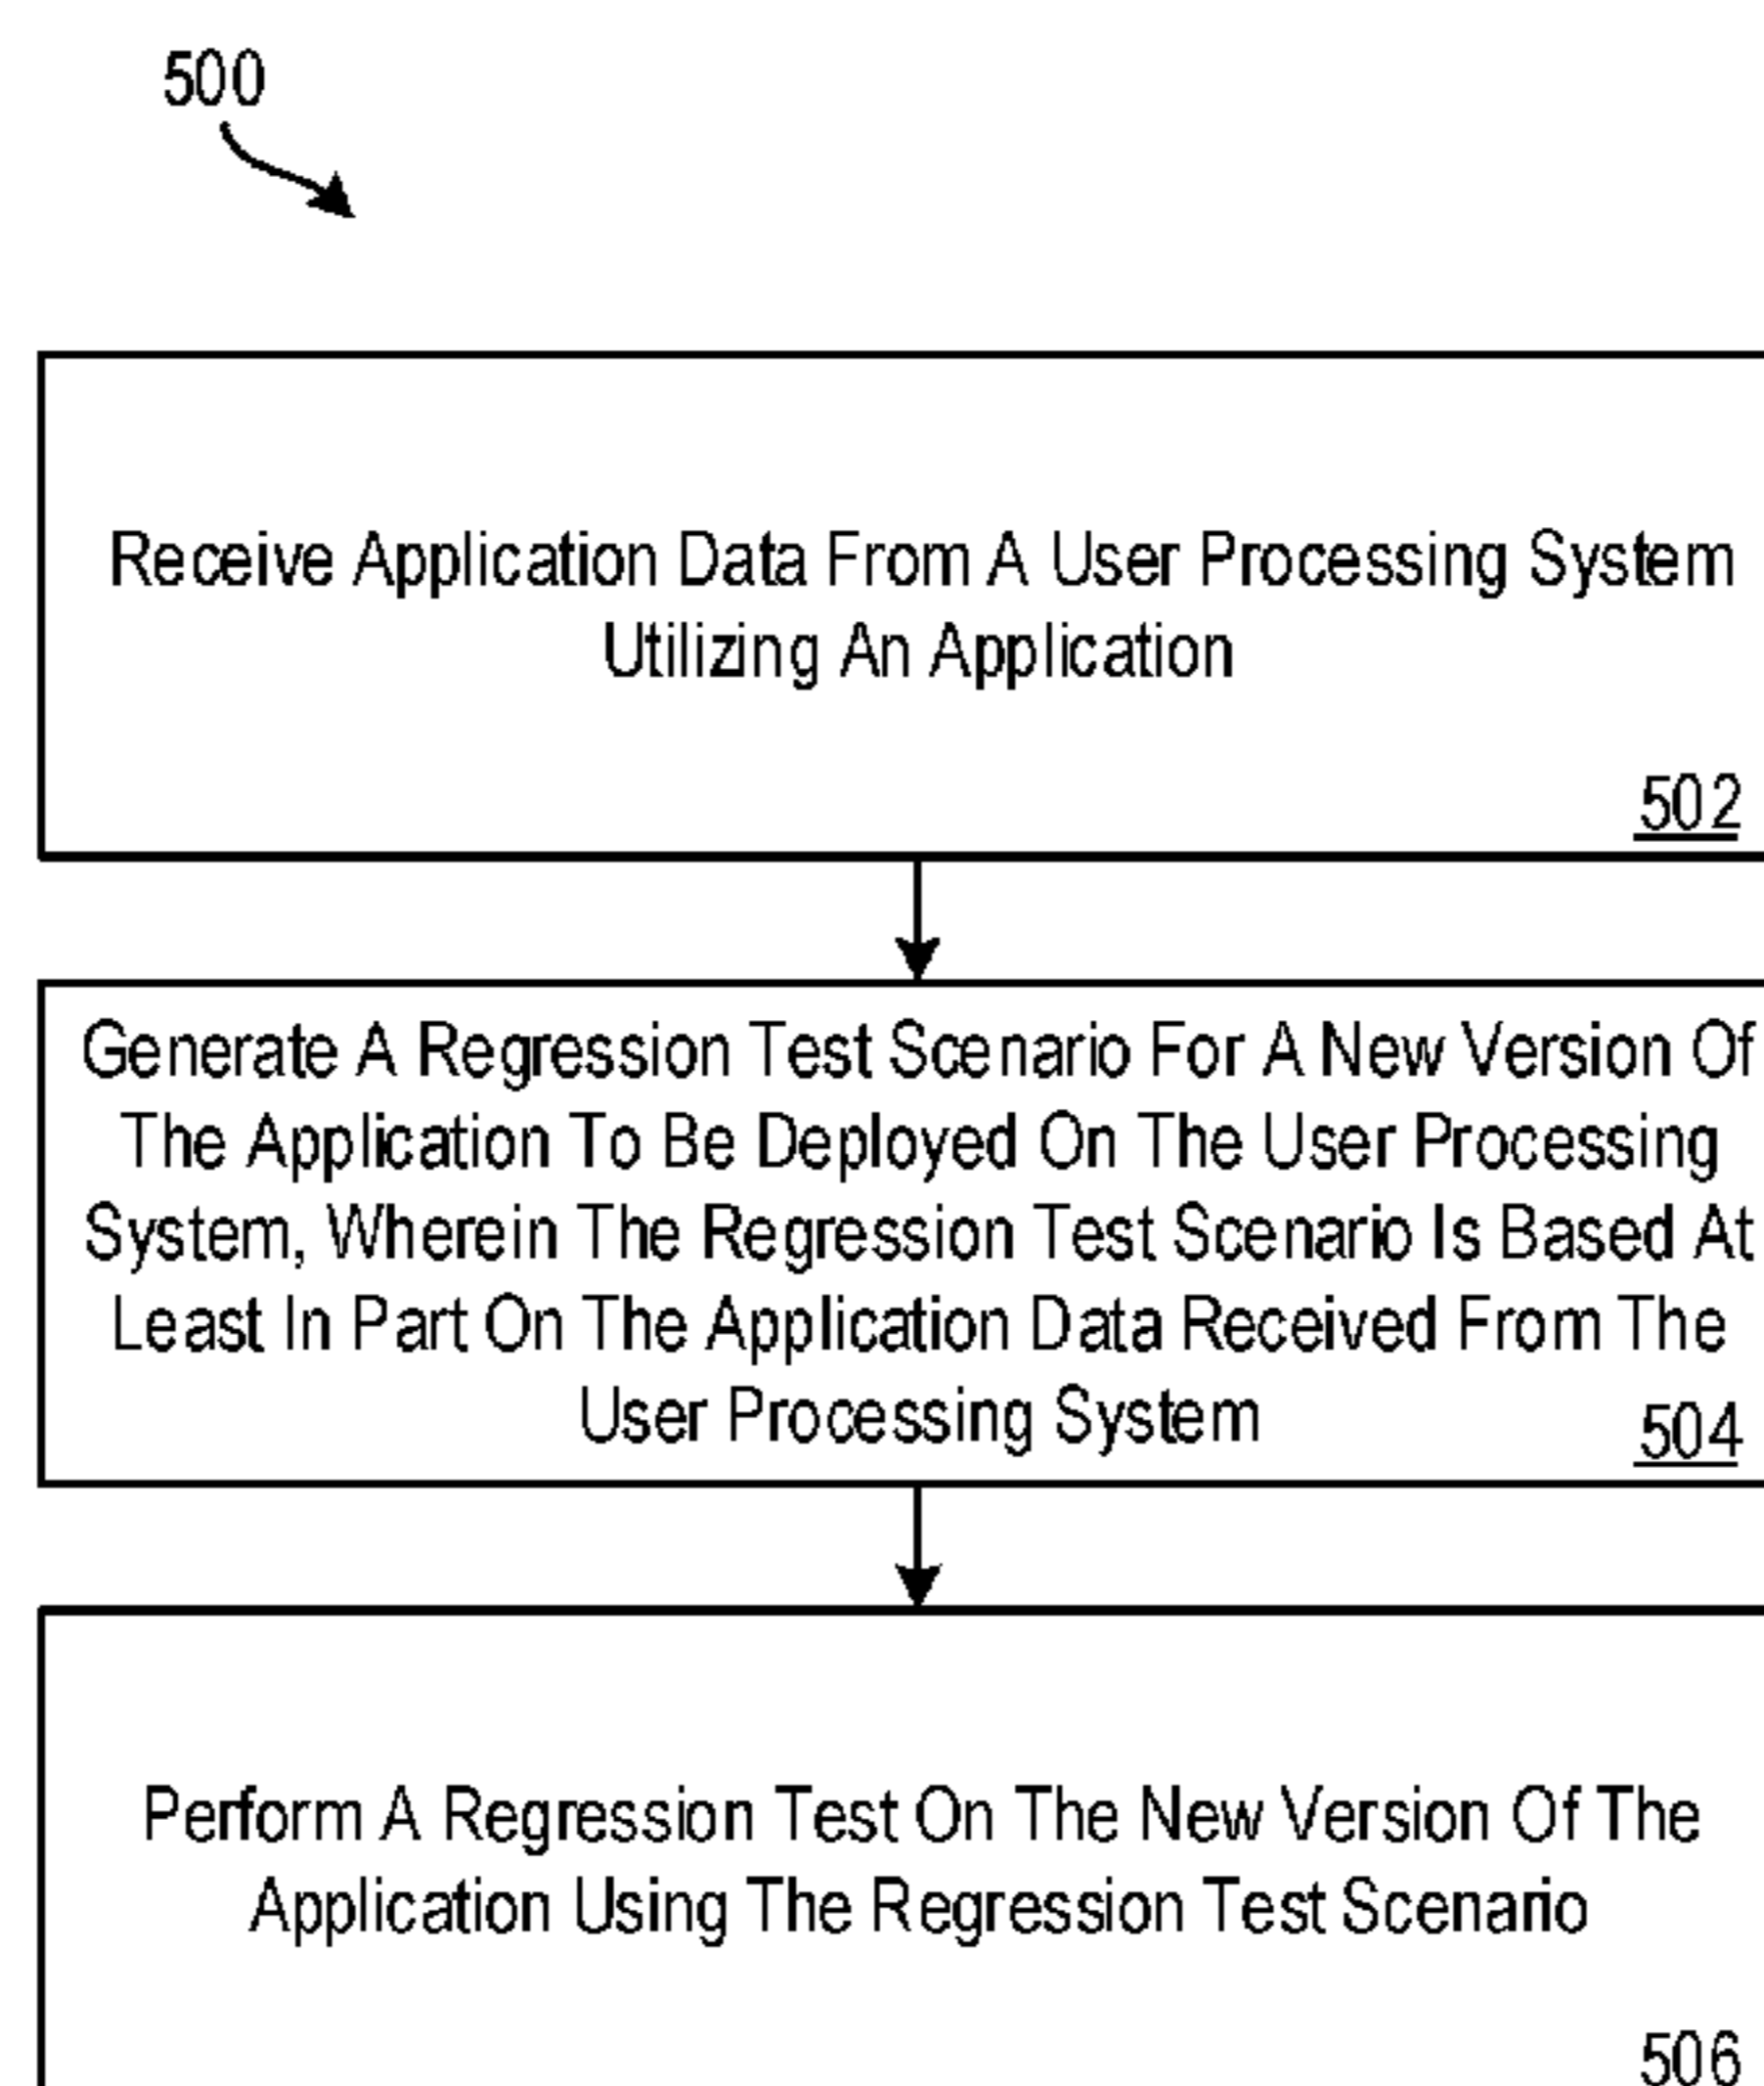 500
Receive Application Data From A User Processing System
Utilizing An Application
502
Generate A Regression Test Scenario For A New Version Of
The Application To Be Deployed On The User Processing
System, Wherein The Regression Test Scenario Is Based At
Least In Part On The Application Data Received From The
User Processing System
504
Perform A Regression Test On The New Version Of The
Application Using The Regression Test Scenario
506